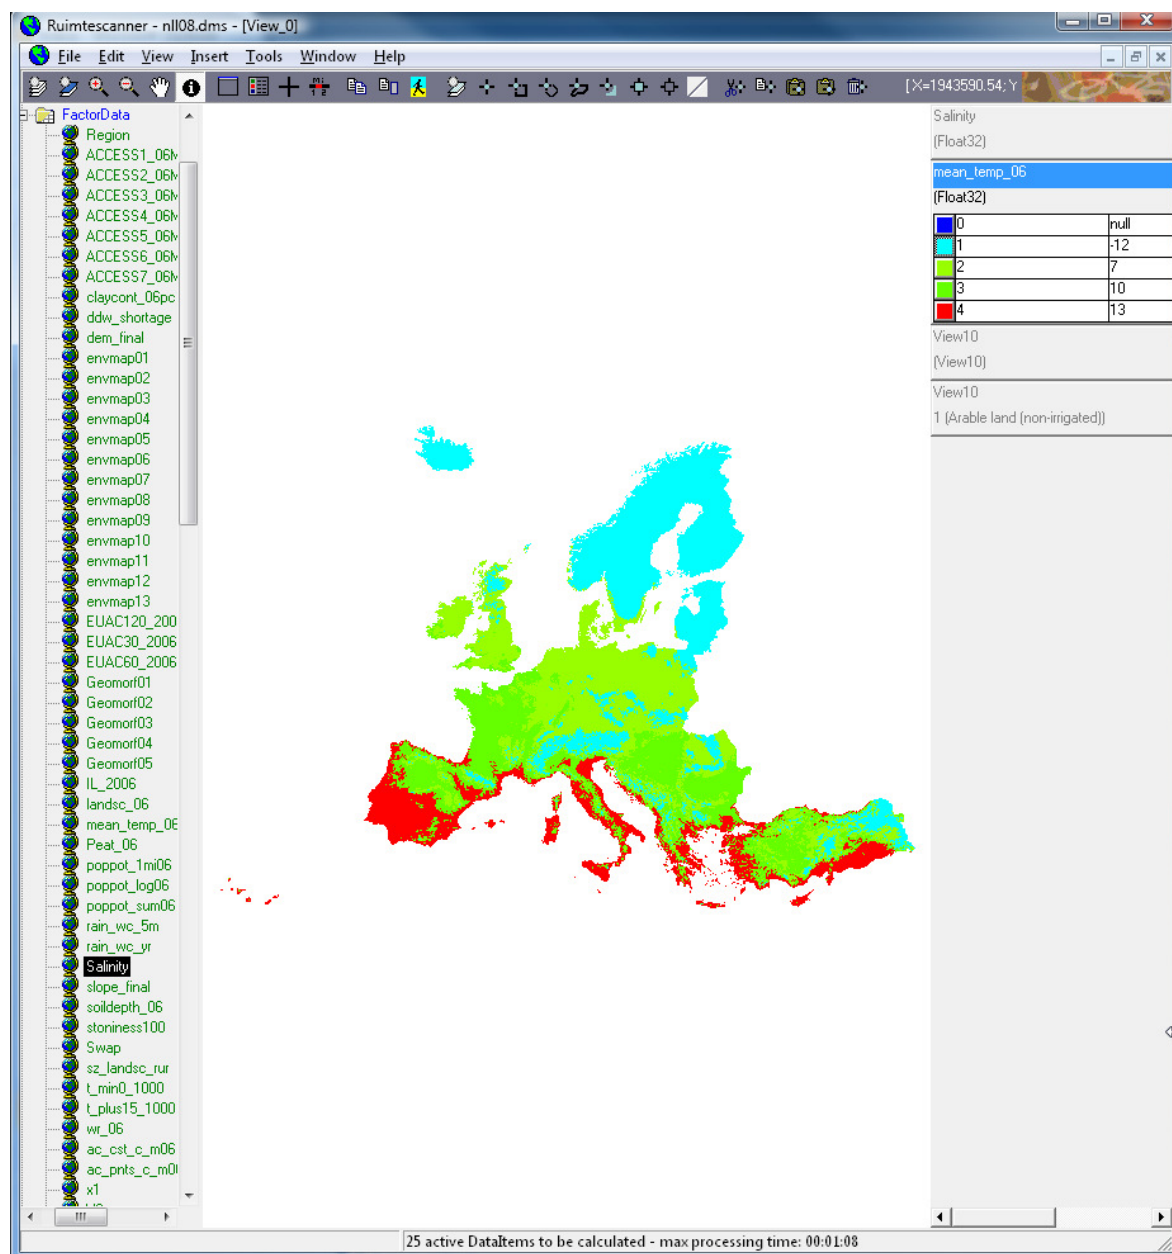 Ruimtescanner - nll08.dms - [View_0]
File Edit View Insert Tools Window Help
[X=1943590.54; Y
FactorData
Region
ACCESS1_06M
ACCESS2_06M
ACCESS3_06M
ACCESS4_06M
ACCESS5_06M
ACCESS6_06M
ACCESS7_06M
claycont_06pc
ddw_shortage
dem_final
envmap01
envmap02
envmap03
envmap04
envmap05
envmap06
envmap07
envmap08
envmap09
envmap10
envmap11
envmap12
envmap13
EUAC120_200
EUAC30_2006
EUAC60_2006
Geomorf01
Geomorf02
Geomorf03
Geomorf04
Geomorf05
IL_2006
landsc_06
mean_temp_06
Peat_06
poppot_1mi06
poppot_log06
poppot_sum06
rain_wc_5m
rain_wc_yr
Salinity
slope_final
soildepth_06
stoniness100
Swap
sz_landsc_rur
t_min0_1000
t_plus15_1000
wr_06
ac_cst_c_m06
ac_pnts_c_m0
x1
Salinity
(Float32)
mean_temp_06
(Float32)
0 null
1 -12
2 7
3 10
4 13
View10
(View10)
View10
1 (Arable land (non-irrigated))
25 active DataItems to be calculated - max processing time: 00:01:08